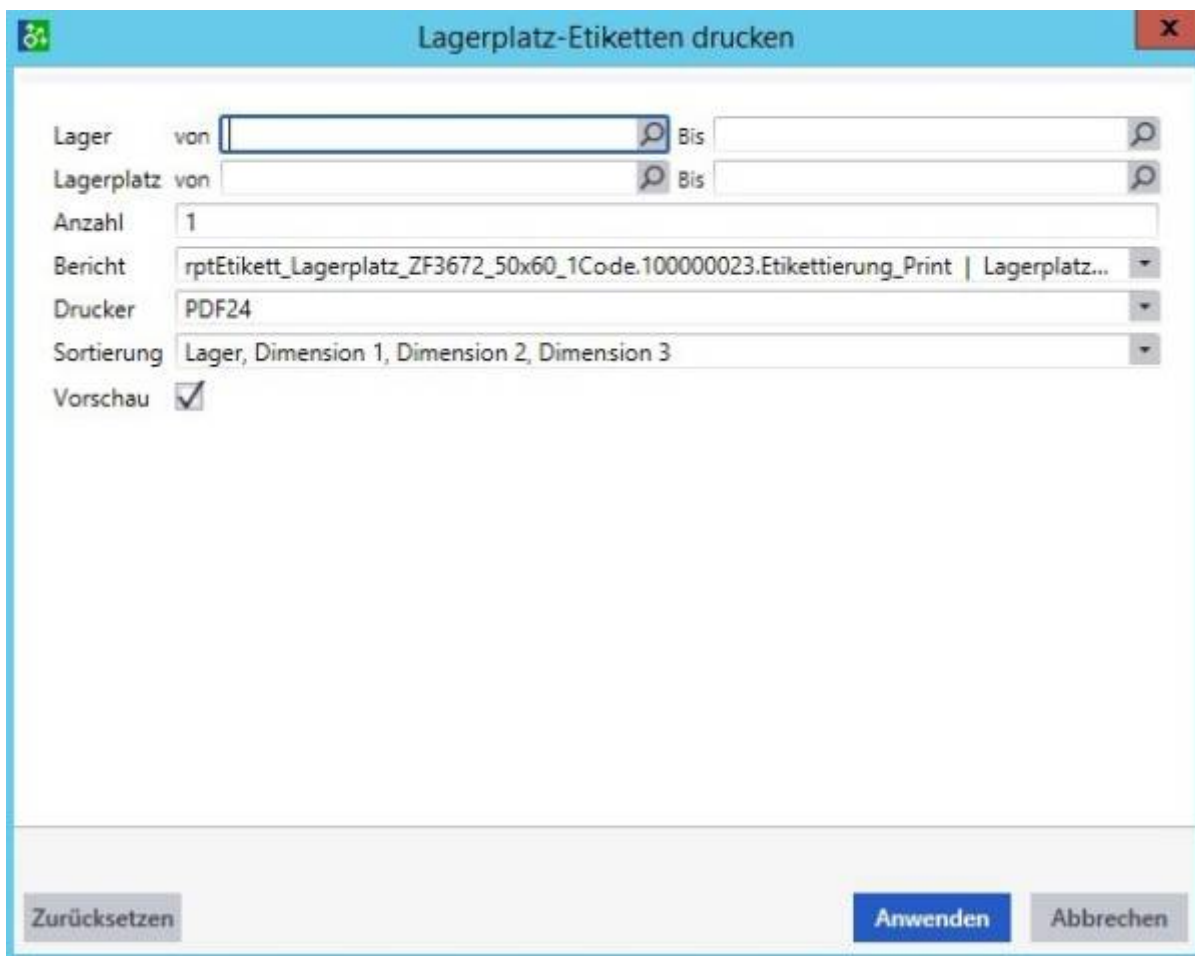 Lagerplatz-Etiketten drucken
Lager von Bis
Lagerplatz von Bis
Anzahl 1
Bericht rptEtikett_Lagerplatz_ZF3672_50x60_1Code.100000023.Etikettierung_Print | Lagerplatz...
Drucker PDF24
Sortierung Lager, Dimension 1, Dimension 2, Dimension 3
Vorschau
Zurücksetzen Anwenden Abbrechen